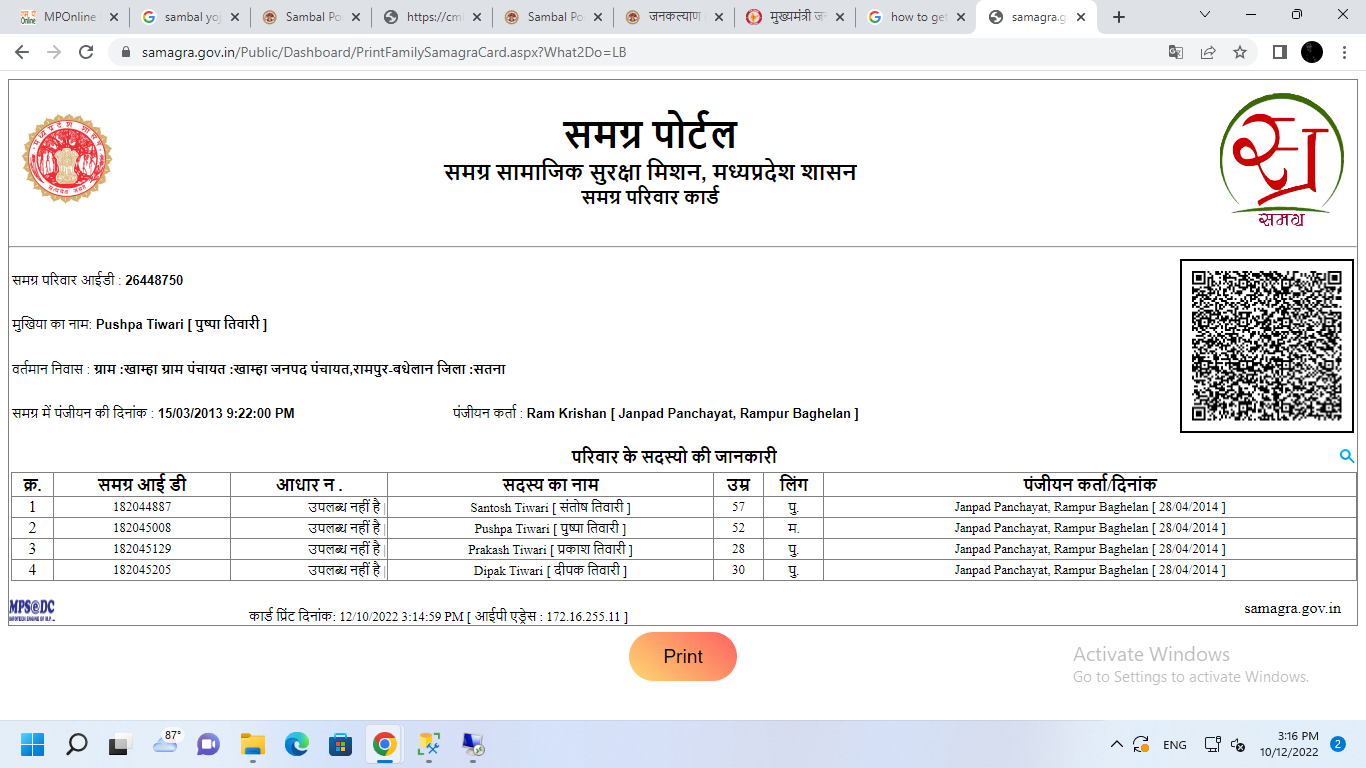 MPOnline
sambal yoj
Sambal Po
https://cml
Sambal Po
जनकल्याण
मुख्यमंत्री जन
how to get
samagra.g
samagra.gov.in/Public/Dashboard/PrintFamilySamagraCard.aspx?What2Do=LB
समग्र पोर्टल
समग्र सामाजिक सुरक्षा मिशन, मध्यप्रदेश शासन
समग्र परिवार कार्ड
समग्र
समग्र परिवार आईडी : 26448750
मुखिया का नाम: Pushpa Tiwari [ पुष्पा तिवारी ]
वर्तमान निवास : ग्राम :खाम्हा ग्राम पंचायत :खाम्हा जनपद पंचायत,रामपुर-बधेलान जिला :सतना
समग्र में पंजीयन की दिनांक : 15/03/2013 9:22:00 PM पंजीयन कर्ता : Ram Krishan [ Janpad Panchayat, Rampur Baghelan ]
परिवार के सदस्यो की जानकारी
क्र. समग्र आई डी आधार न . सदस्य का नाम उम्र लिंग पंजीयन कर्ता/दिनांक
1 182044887 उपलब्ध नहीं है | Santosh Tiwari [ संतोष तिवारी ] 57 पु. Janpad Panchayat, Rampur Baghelan [ 28/04/2014 ]
2 182045008 उपलब्ध नहीं है | Pushpa Tiwari [ पुष्पा तिवारी ] 52 म. Janpad Panchayat, Rampur Baghelan [ 28/04/2014 ]
3 182045129 उपलब्ध नहीं है | Prakash Tiwari [ प्रकाश तिवारी ] 28 पु. Janpad Panchayat, Rampur Baghelan [ 28/04/2014 ]
4 182045205 उपलब्ध नहीं है | Dipak Tiwari [ दीपक तिवारी ] 30 पु. Janpad Panchayat, Rampur Baghelan [ 28/04/2014 ]
MPS@DC
कार्ड प्रिंट दिनांक: 12/10/2022 3:14:59 PM [ आईपी एड्रेस : 172.16.255.11 ]
samagra.gov.in
Print
Activate Windows
Go to Settings to activate Windows.
87°
ENG
3:16 PM
10/12/2022
2